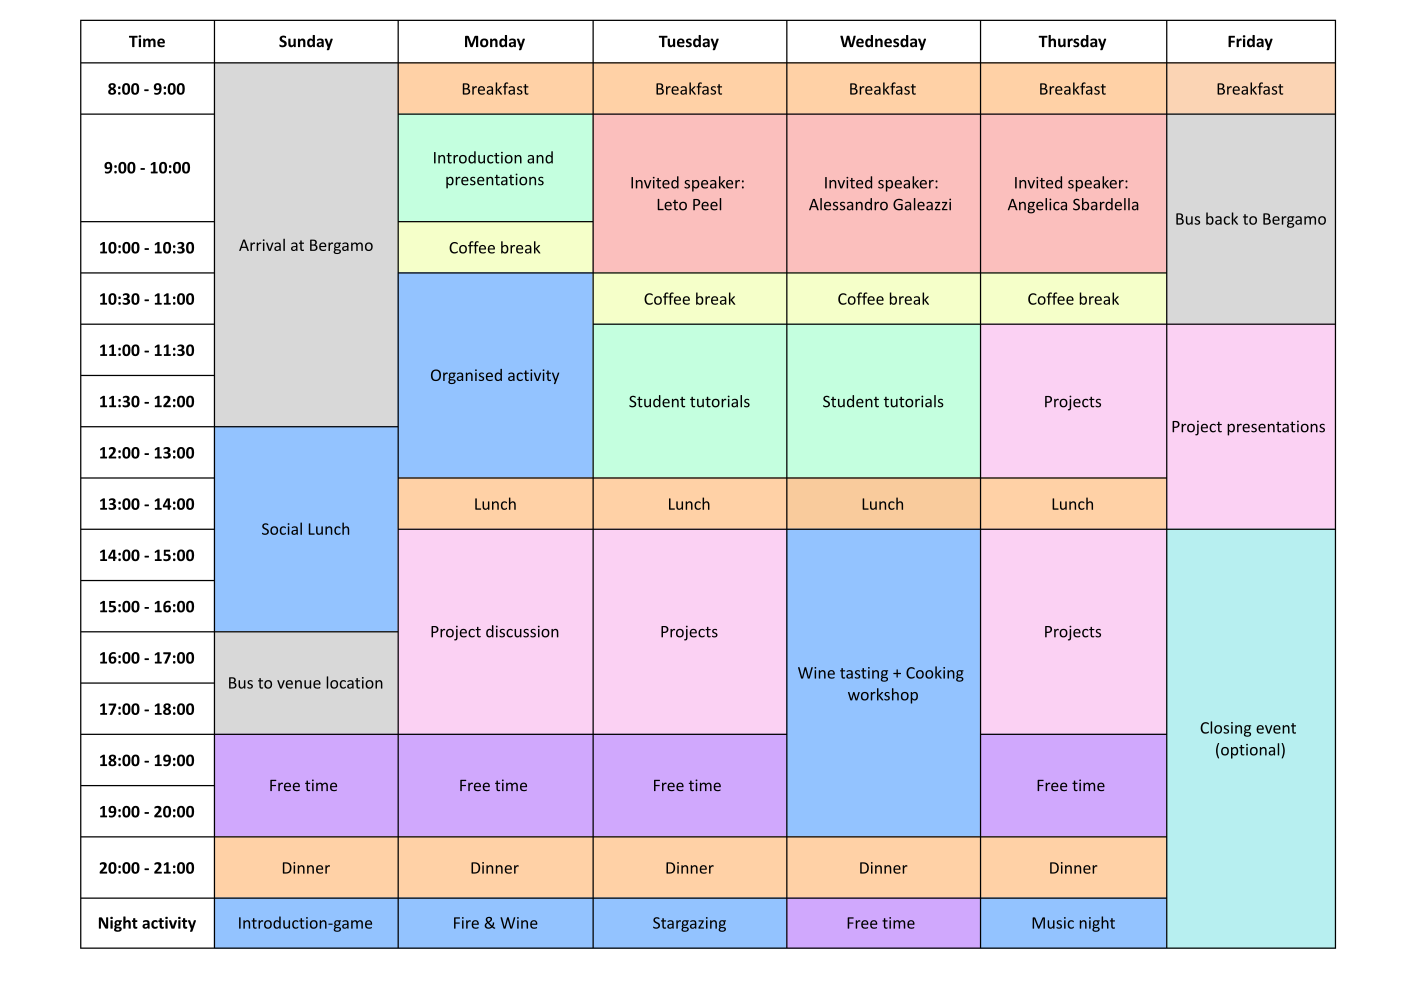 Time Sunday Monday Tuesday Wednesday Thursday Friday
8:00 - 9:00 Breakfast Breakfast Breakfast Breakfast Breakfast
9:00 - 10:00
Introduction and
presentations
Invited speaker:
Leto Peel
Invited speaker:
Alessandro Galeazzi
Invited speaker:
Angelica Sbardella
Bus back to Bergamo
Arrival at Bergamo
10:00 - 10:30 Coffee break
10:30 - 11:00 Coffee break Coffee break Coffee break
11:00 - 11:30
Organised activity
11:30 - 12:00 Student tutorials Student tutorials Projects
Project presentations
12:00 - 13:00
13:00 - 14:00 Lunch Lunch Lunch Lunch
Social Lunch
14:00 - 15:00
15:00 - 16:00
Project discussion Projects Projects
16:00 - 17:00
Bus to venue location
Wine tasting + Cooking
workshop
17:00 - 18:00
Closing event
(optional)
18:00 - 19:00
Free time Free time Free time Free time
19:00 - 20:00
20:00 - 21:00 Dinner Dinner Dinner Dinner Dinner
Night activity Introduction-game Fire & Wine Stargazing Free time Music night